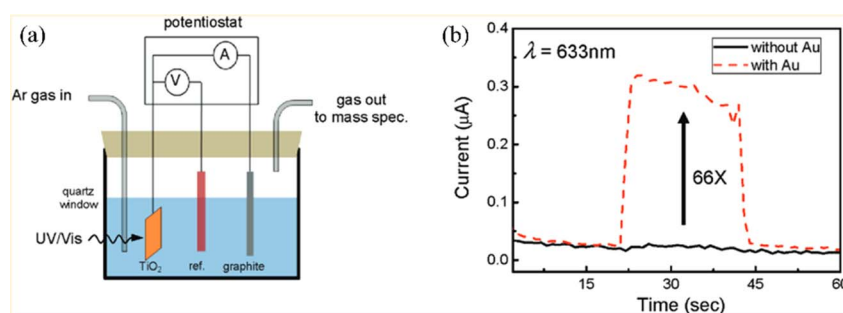 (a)
potentiostat
A
V
Ar gas in
gas out
to mass spec.
quartz
window
UV/Vis
TiO₂
ref.
graphite
(b)
λ = 633nm
without Au
with Au
66X
Current (μA)
0.4
0.3
0.2
0.1
0.0
15
30
45
60
Time (sec)